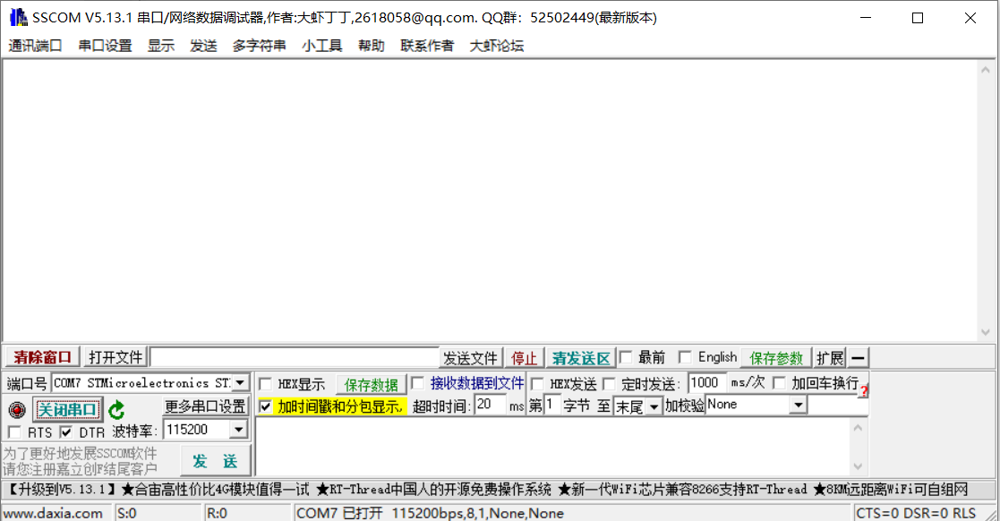 SSCOM V5.13.1 串口/网络数据调试器,作者:大虾丁丁,2618058@qq.com. QQ群：52502449(最新版本)
通讯端口 串口设置 显示 发送 多字符串 小工具 帮助 联系作者 大虾论坛
清除窗口 打开文件 发送文件 停止 清发送区 最前 English 保存参数 扩展 —
端口号 COM7 STMicroelectronics ST. HEX显示 保存数据 接收数据到文件 HEX发送 定时发送: 1000 ms/次 加回车换行 ?
关闭串口 更多串口设置 加时间戳和分包显示, 超时时间: 20 ms 第 1 字节 至 末尾 加校验 None
RTS DTR 波特率: 115200
为了更好地发展SSCOM软件
请您注册嘉立创F结尾客户
发 送
【升级到V5.13.1】★合宙高性价比4G模块值得一试 ★RT-Thread中国人的开源免费操作系统 ★新一代WiFi芯片兼容8266支持RT-Thread ★8KM远距离WiFi可自组网
www.daxia.com S:0 R:0 COM7 已打开 115200bps,8,1,None,None CTS=0 DSR=0 RLS